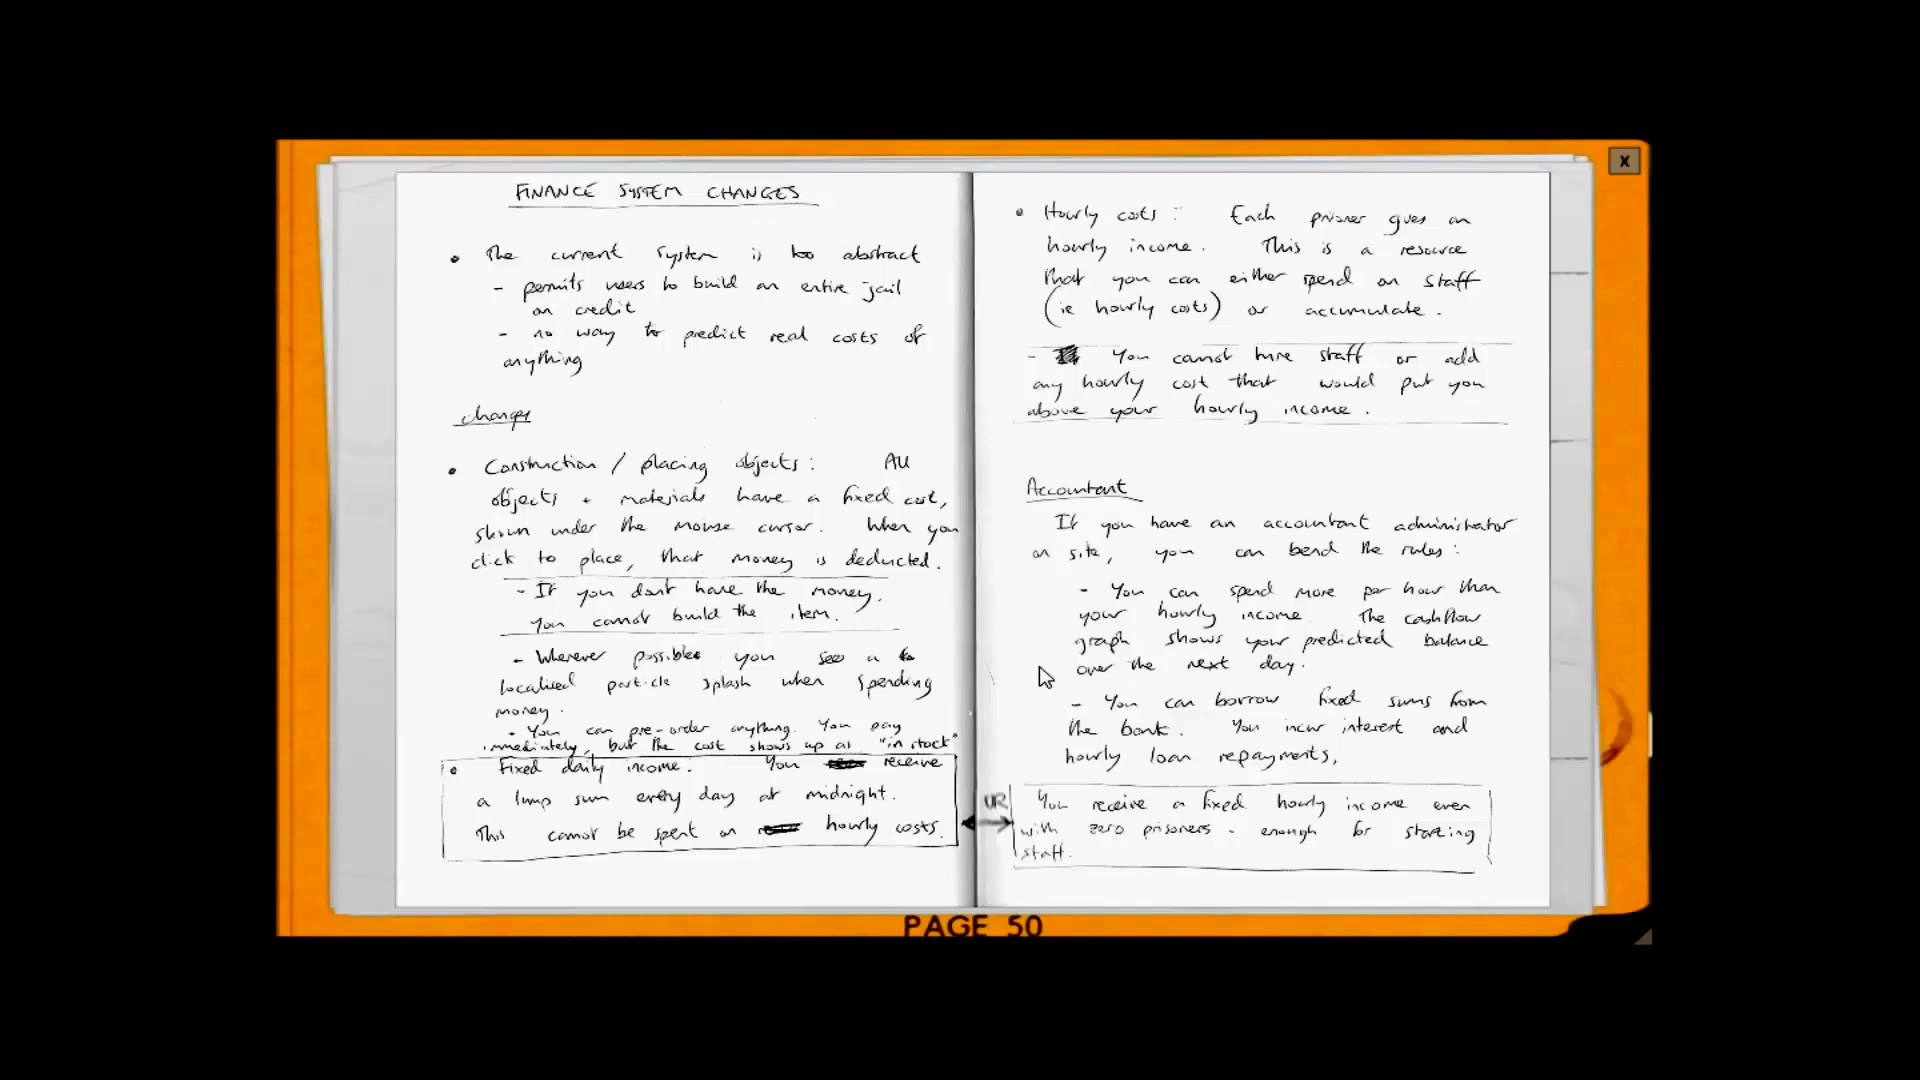 FINANCE SYSTEM CHANGES
• The current system is too abstract
- permits users to build an entire jail
on credit
- no way to predict real costs of
anything
Changes
• Construction / placing objects: All
objects + materials have a fixed cost,
shown under the mouse cursor. When you
click to place, that money is deducted.
- If you dont have the money,
you cannot build the item.
- Wherever possible you see a
localised particle splash when spending
money.
- You can pre-order anything. You pay
immediately, but the cost shows up as "in stock"
• Fixed daily income. You receive
a lump sum every day at midnight.
This cannot be spent on hourly costs.
OR
• Hourly costs: Each prisoner gives an
hourly income. This is a resource
that you can either spend on staff
(ie hourly costs) or accumulate.
- You cannot hire staff or add
any hourly cost that would put you
above your hourly income.
Accountant
If you have an accountant administrator
on site, you can bend the rules:
- You can spend more per hour than
your hourly income. The cashflow
graph shows your predicted balance
over the next day.
- You can borrow fixed sums from
the bank. You incur interest and
hourly loan repayments,
You receive a fixed hourly income even
with zero prisoners - enough for starting
staff.
X
PAGE 50